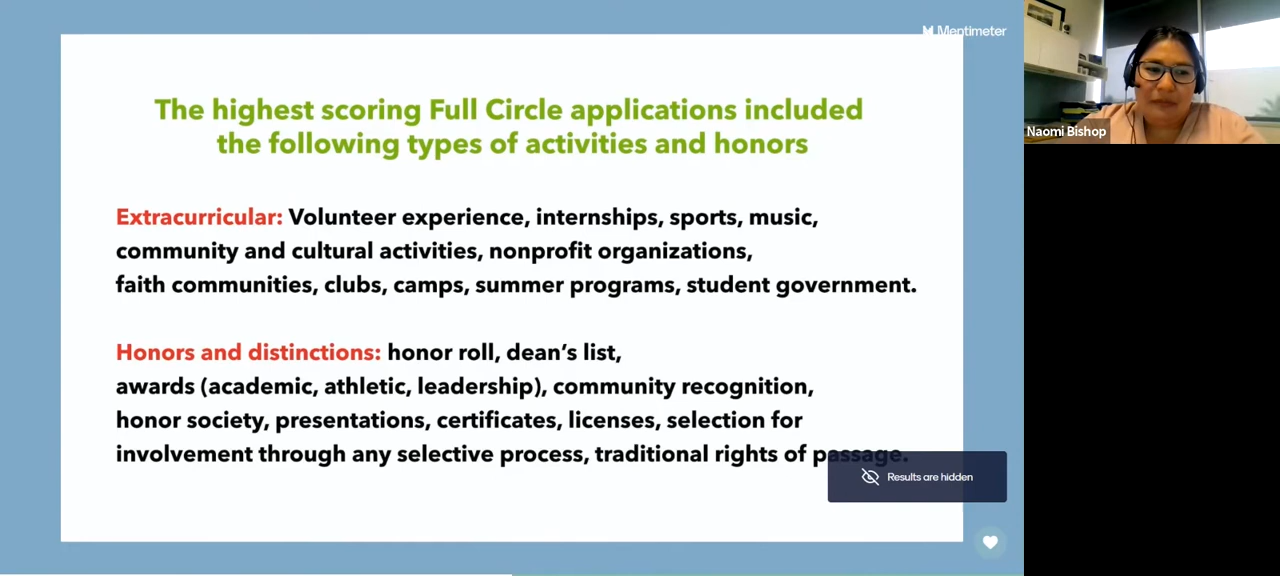 Mentimeter
The highest scoring Full Circle applications included
the following types of activities and honors
Extracurricular: Volunteer experience, internships, sports, music,
community and cultural activities, nonprofit organizations,
faith communities, clubs, camps, summer programs, student government.
Honors and distinctions: honor roll, dean's list,
awards (academic, athletic, leadership), community recognition,
honor society, presentations, certificates, licenses, selection for
involvement through any selective process, traditional rights of passage.
Results are hidden
Naomi Bishop